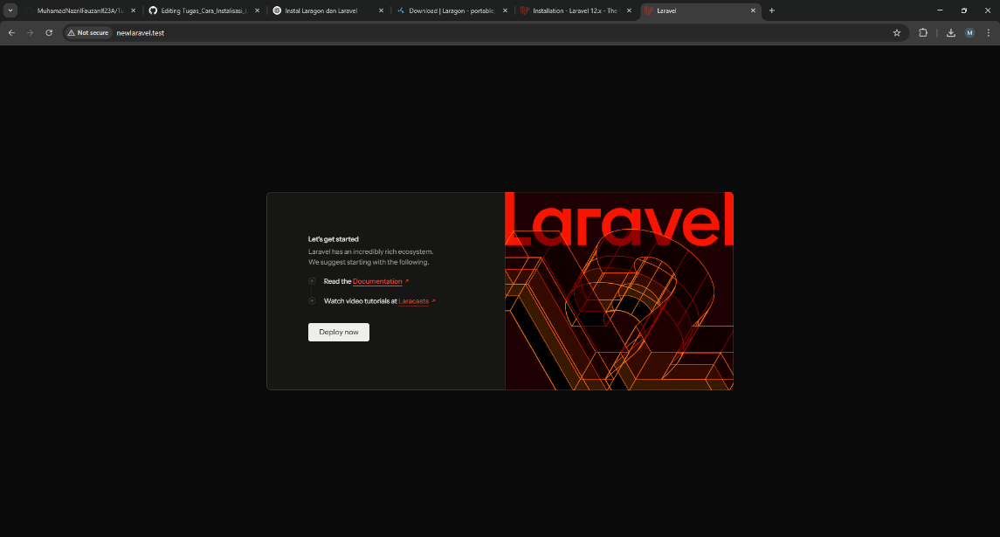 MuhamadNazrilFauzanIf23A/Tu
Editing Tugas_Cara_Instalisasi_L
Instal Laragon dan Laravel
Download | Laragon - portable,
Installation - Laravel 12.x - The
Laravel
Not secure
newlaravel.test
M
Laravel
Let's get started
Laravel has an incredibly rich ecosystem.
We suggest starting with the following.
Read the Documentation
Watch video tutorials at Laracasts
Deploy now